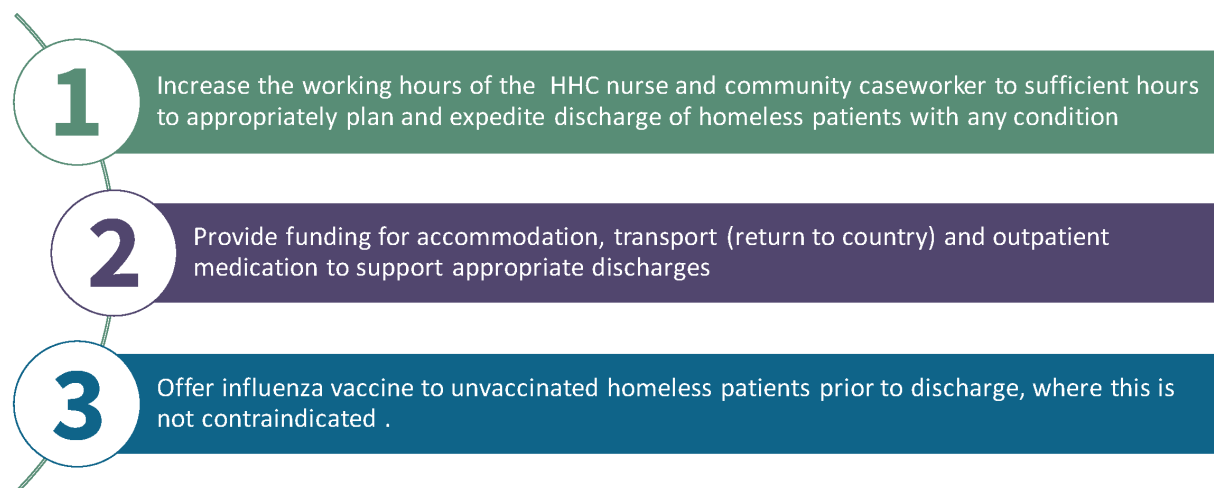 1
Increase the working hours of the  HHC nurse and community caseworker to sufficient hours
to appropriately plan and expedite discharge of homeless patients with any condition
2
Provide funding for accommodation, transport (return to country) and outpatient
medication to support appropriate discharges
3
Offer influenza vaccine to unvaccinated homeless patients prior to discharge, where this is
not contraindicated .